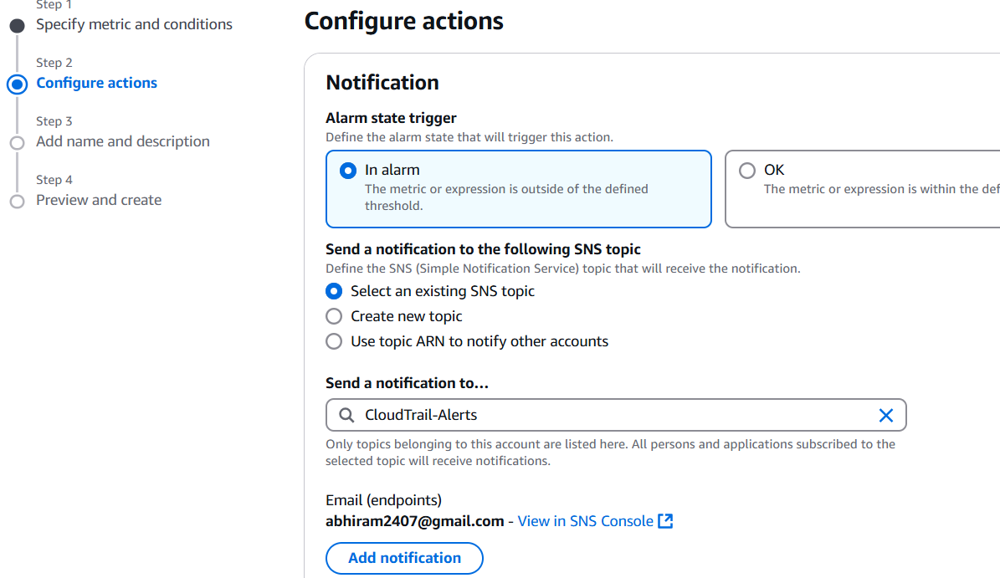 Step 1
Specify metric and conditions
Step 2
Configure actions
Step 3
Add name and description
Step 4
Preview and create
Configure actions
Notification
Alarm state trigger
Define the alarm state that will trigger this action.
In alarm
The metric or expression is outside of the defined
threshold.
OK
The metric or expression is within the def
Send a notification to the following SNS topic
Define the SNS (Simple Notification Service) topic that will receive the notification.
Select an existing SNS topic
Create new topic
Use topic ARN to notify other accounts
Send a notification to...
CloudTrail-Alerts
Only topics belonging to this account are listed here. All persons and applications subscribed to the
selected topic will receive notifications.
Email (endpoints)
abhiram2407@gmail.com - View in SNS Console
Add notification